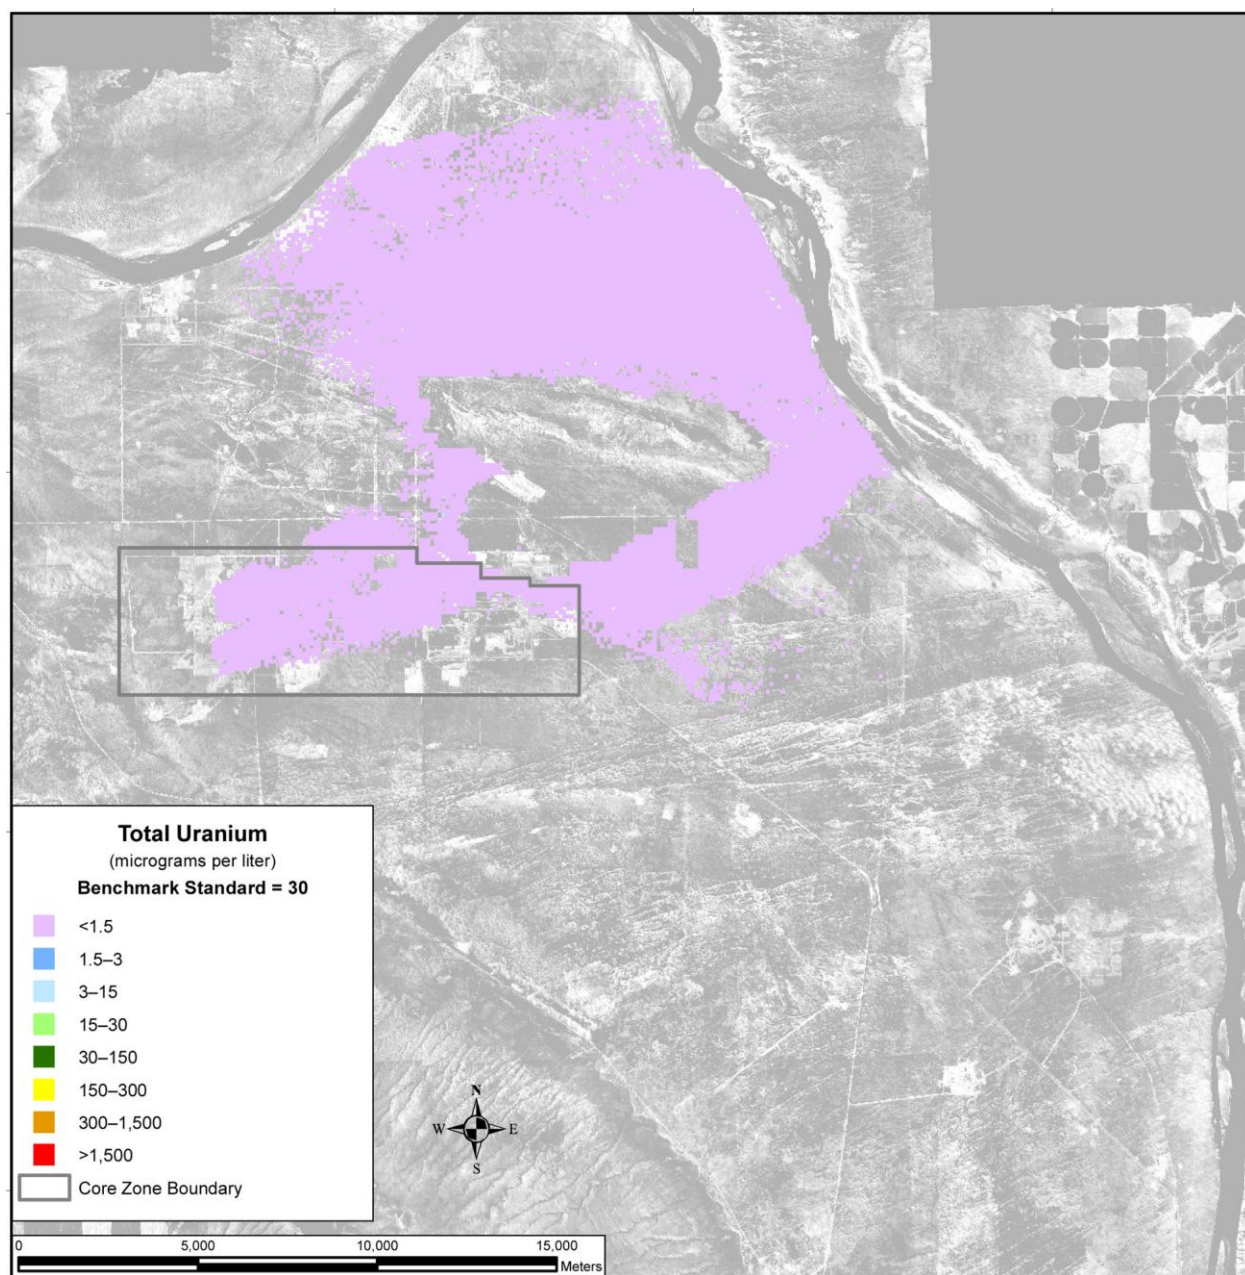 Total Uranium
(micrograms per liter)
Benchmark Standard = 30
<1.5
1.5–3
3–15
15–30
30–150
150–300
300–1,500
>1,500
Core Zone Boundary
N
W E
S
0 5,000 10,000 15,000
Meters